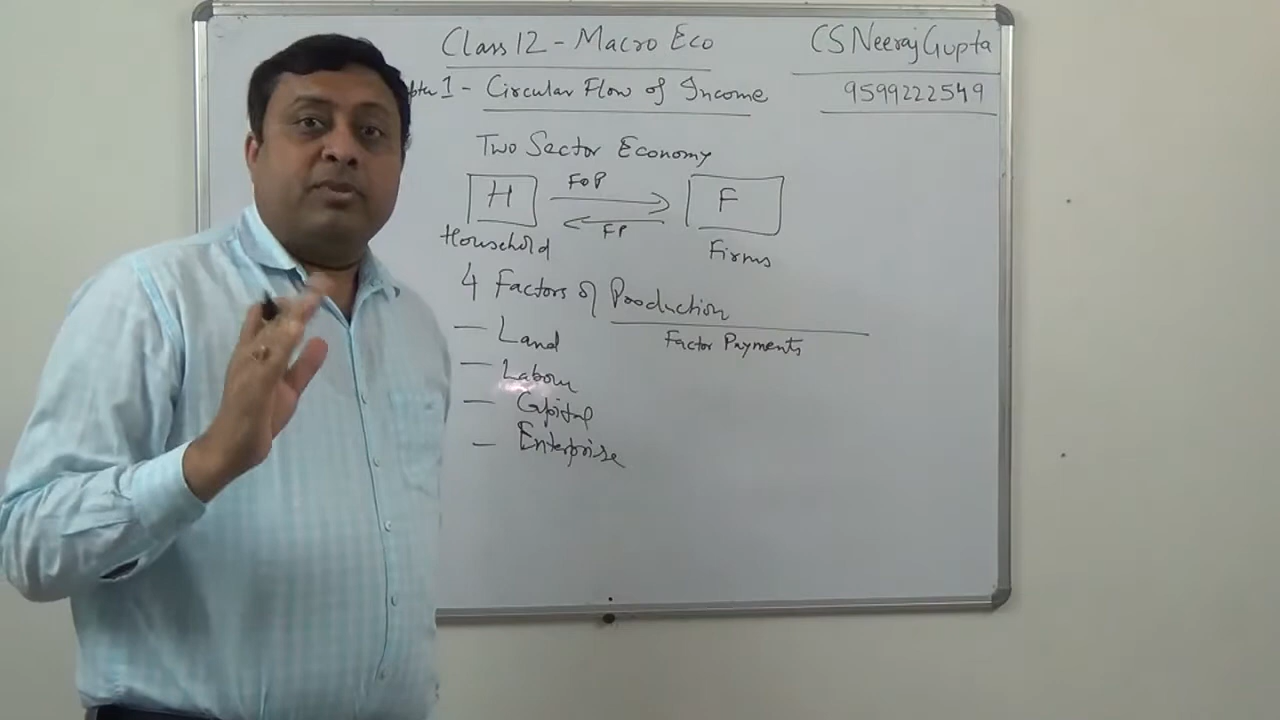 Class 12 - Macro Eco
CS Neeraj Gupta
pter 1 - Circular Flow of Income
9599222549
Two Sector Economy
H
FOP
FP
F
Household
Firms
4 Factors of Production
Factor Payments
— Land
— Labour
— Capital
— Enterprise